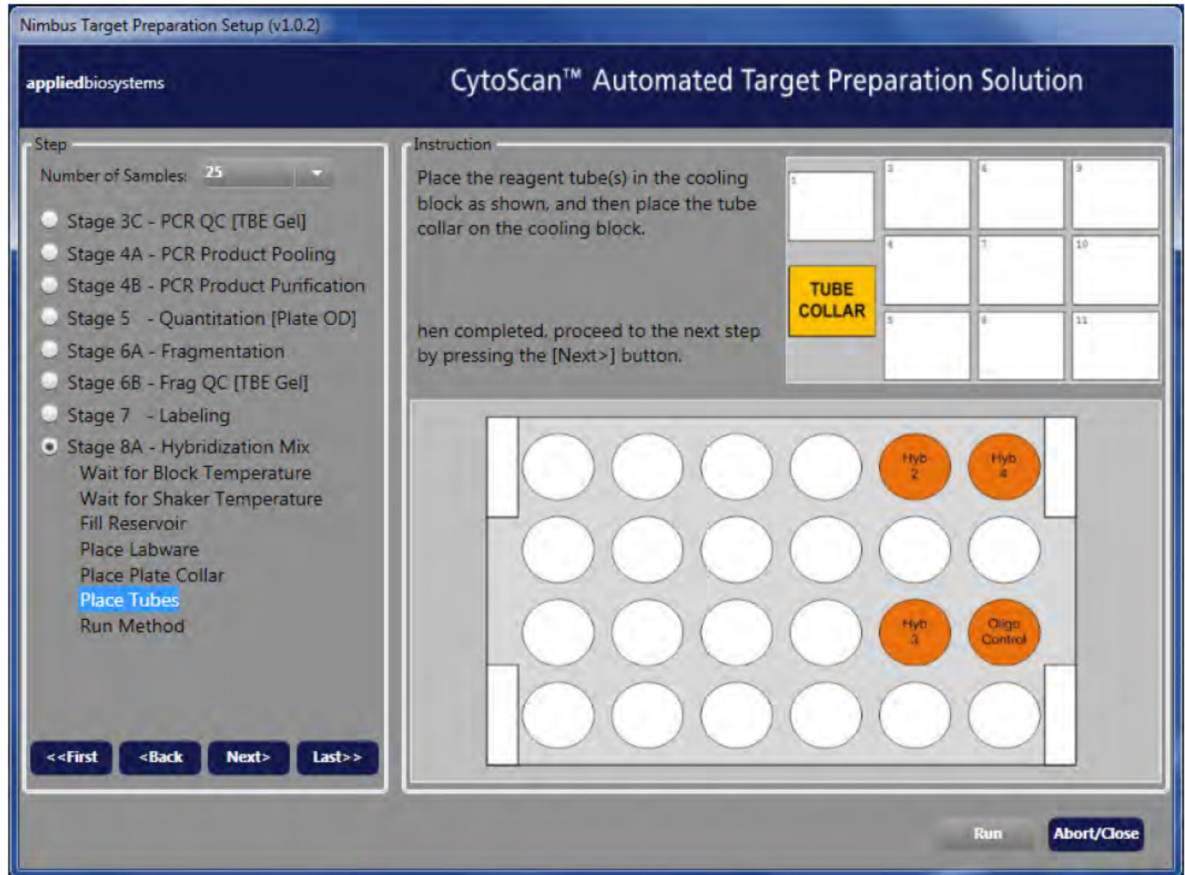 Nimbus Target Preparation Setup (v1.0.2)
appliedbiosystems
CytoScan™ Automated Target Preparation Solution
Step
Number of Samples: 25
Stage 3C - PCR QC [TBE Gel]
Stage 4A - PCR Product Pooling
Stage 4B - PCR Product Purification
Stage 5 - Quantitation [Plate OD]
Stage 6A - Fragmentation
Stage 6B - Frag QC [TBE Gel]
Stage 7 - Labeling
Stage 8A - Hybridization Mix
Wait for Block Temperature
Wait for Shaker Temperature
Fill Reservoir
Place Labware
Place Plate Collar
Place Tubes
Run Method
<<First <Back Next> Last>>
Instruction
Place the reagent tube(s) in the cooling
block as shown, and then place the tube
collar on the cooling block.
hen completed, proceed to the next step
by pressing the [Next>] button.
1
9
7
10
TUBE
COLLAR
5
11
Hyb
2
Hyb
4
Hyb
3
Oligo
Control
Run Abort/Close